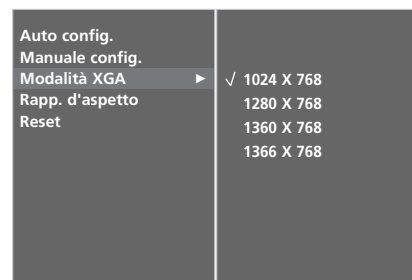 Auto config.
Manuale config.
Modalità XGA ►
Rapp. d'aspetto
Reset
√ 1024 X 768
1280 X 768
1360 X 768
1366 X 768